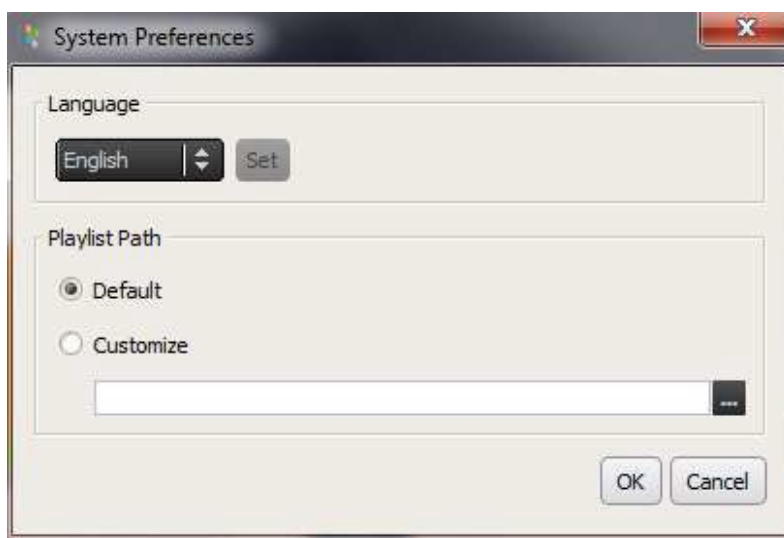 System Preferences
Language
English Set
Playlist Path
Default
Customize
...
OK Cancel